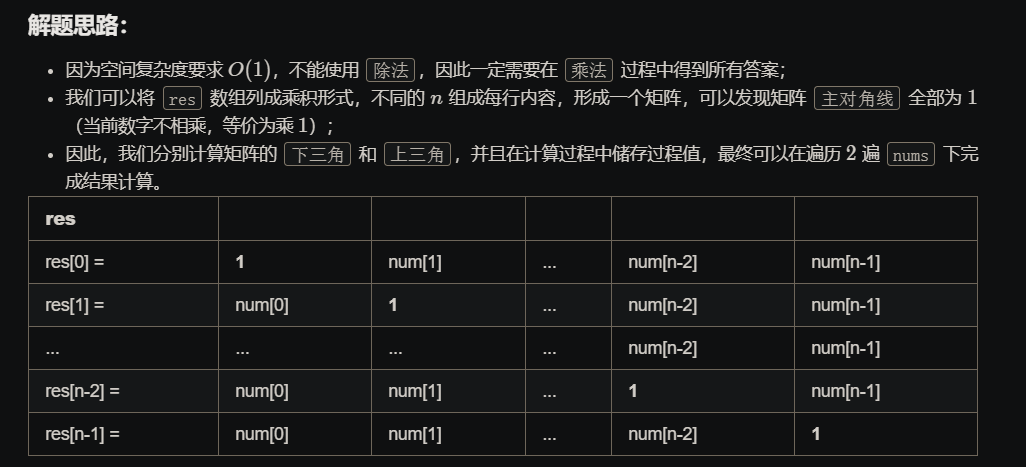 解题思路：
• 因为空间复杂度要求 O(1)，不能使用 除法 ，因此一定需要在 乘法 过程中得到所有答案；
• 我们可以将 res 数组列成乘积形式，不同的 n 组成每行内容，形成一个矩阵，可以发现矩阵 主对角线 全部为 1
（当前数字不相乘，等价为乘 1）；
• 因此，我们分别计算矩阵的 下三角 和 上三角 ，并且在计算过程中储存过程值，最终可以在遍历 2 遍 nums 下完
成结果计算。
res
res[0] = 1 num[1] ... num[n-2] num[n-1]
res[1] = num[0] 1 ... num[n-2] num[n-1]
... ... ... ... num[n-2] num[n-1]
res[n-2] = num[0] num[1] ... 1 num[n-1]
res[n-1] = num[0] num[1] ... num[n-2] 1